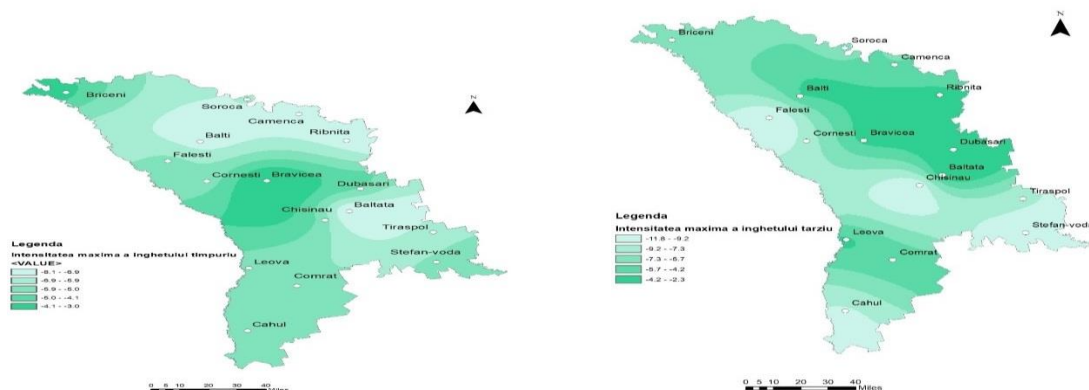 N
Briceni
Soroca
Camenca
Ribnita
Balti
Falesti
Cornesti
Bravicea
Dubasari
Chisinau
Baltata
Tiraspol
Stefan-voda
Leova
Comrat
Cahul
Legenda
Intensitatea maxima a inghetului timpuriu
<VALUE>
-8.1 - -6.9
-6.9 - -5.9
-5.9 - -5.0
-5.0 - -4.1
-4.1 - -3.0
0 5 10 20 30 40
Miles
N
Briceni
Soroca
Camenca
Balti
Ribnita
Falesti
Cornesti
Bravicea
Dubasari
Baltata
Chisinau
Tiraspol
Stefan-voda
Leova
Comrat
Cahul
Legenda
Intensitatea maxima a inghetului tarziu
-11.8 - -9.2
-9.2 - -7.3
-7.3 - -5.7
-5.7 - -4.2
-4.2 - -2.3
0 5 10 20 30 40
Miles